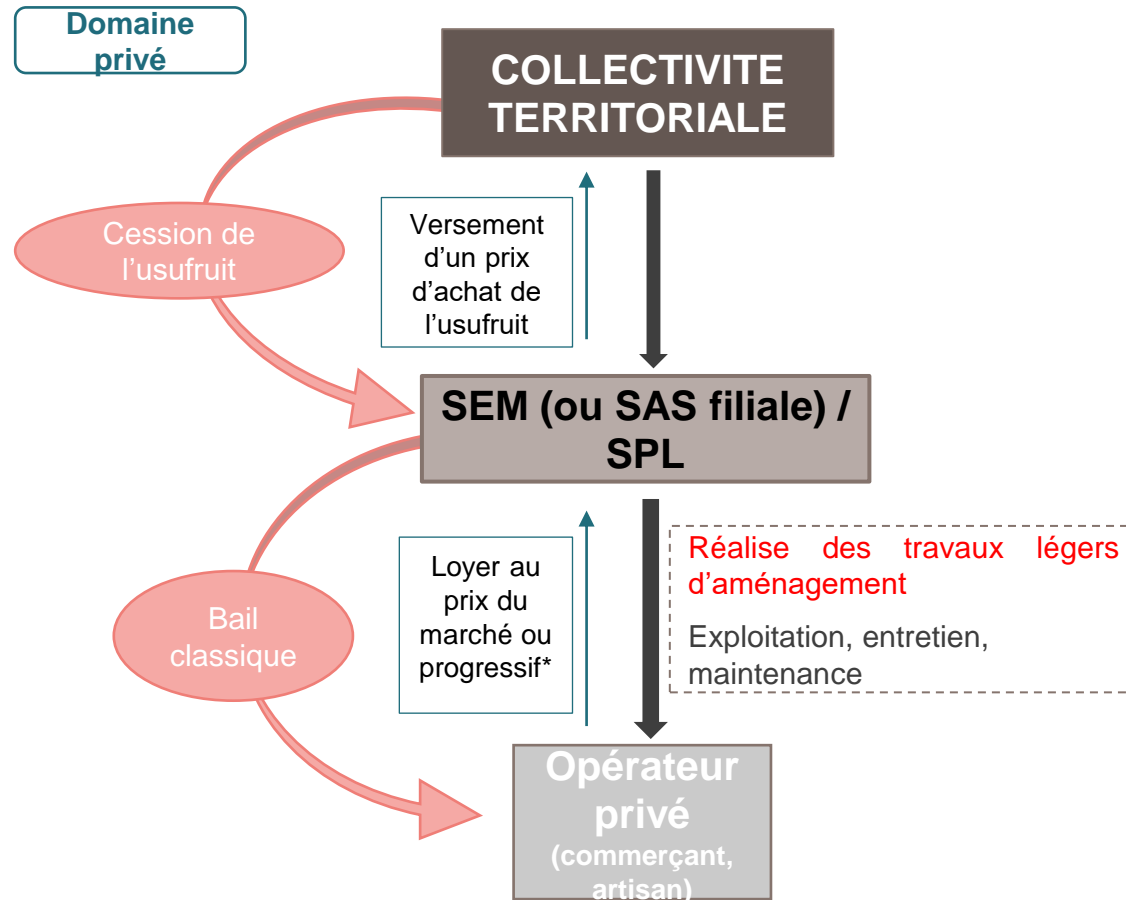 Domaine
privé
COLLECTIVITE
TERRITORIALE
Cession de
l’usufruit
Versement
d’un prix
d’achat de
l’usufruit
SEM (ou SAS filiale) /
SPL
Bail
classique
Loyer au
prix du
marché ou
progressif*
Réalise des travaux légers
d’aménagement
Exploitation, entretien,
maintenance
Opérateur
privé
(commerçant,
artisan)